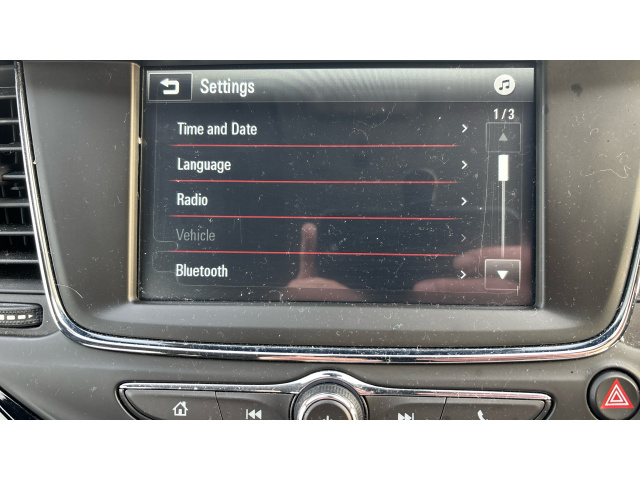 Settings
1/3
Time and Date
Language
Radio
Vehicle
Bluetooth